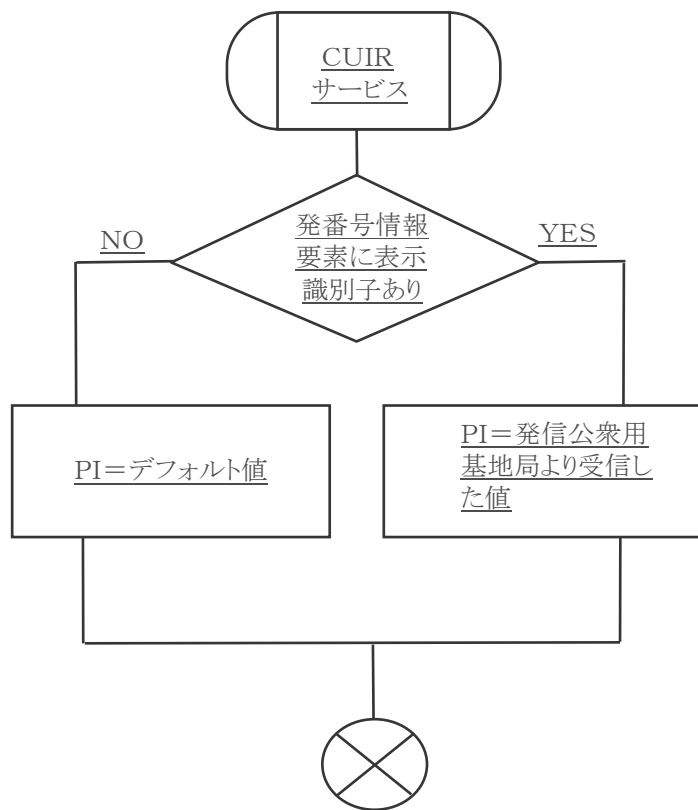 CUIR
サービス
発番号情報
要素に表示
識別子あり
NO
YES
PI＝デフォルト値
PI＝発信公衆用
基地局より受信し
た値